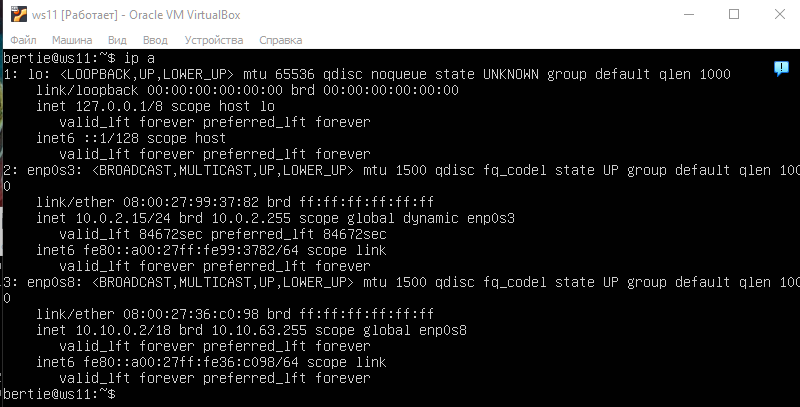 ws11 [Работает] - Oracle VM VirtualBox
Файл Машина Вид Ввод Устройства Справка
bertie@ws11:~$ ip a
1: lo: <LOOPBACK,UP,LOWER_UP> mtu 65536 qdisc noqueue state UNKNOWN group default qlen 1000
    link/loopback 00:00:00:00:00:00 brd 00:00:00:00:00:00
    inet 127.0.0.1/8 scope host lo
       valid_lft forever preferred_lft forever
    inet6 ::1/128 scope host
       valid_lft forever preferred_lft forever
2: enp0s3: <BROADCAST,MULTICAST,UP,LOWER_UP> mtu 1500 qdisc fq_codel state UP group default qlen 100
0
    link/ether 08:00:27:99:37:82 brd ff:ff:ff:ff:ff:ff
    inet 10.0.2.15/24 brd 10.0.2.255 scope global dynamic enp0s3
       valid_lft 84672sec preferred_lft 84672sec
    inet6 fe80::a00:27ff:fe99:3782/64 scope link
       valid_lft forever preferred_lft forever
3: enp0s8: <BROADCAST,MULTICAST,UP,LOWER_UP> mtu 1500 qdisc fq_codel state UP group default qlen 100
0
    link/ether 08:00:27:36:c0:98 brd ff:ff:ff:ff:ff:ff
    inet 10.10.0.2/18 brd 10.10.63.255 scope global enp0s8
       valid_lft forever preferred_lft forever
    inet6 fe80::a00:27ff:fe36:c098/64 scope link
       valid_lft forever preferred_lft forever
bertie@ws11:~$